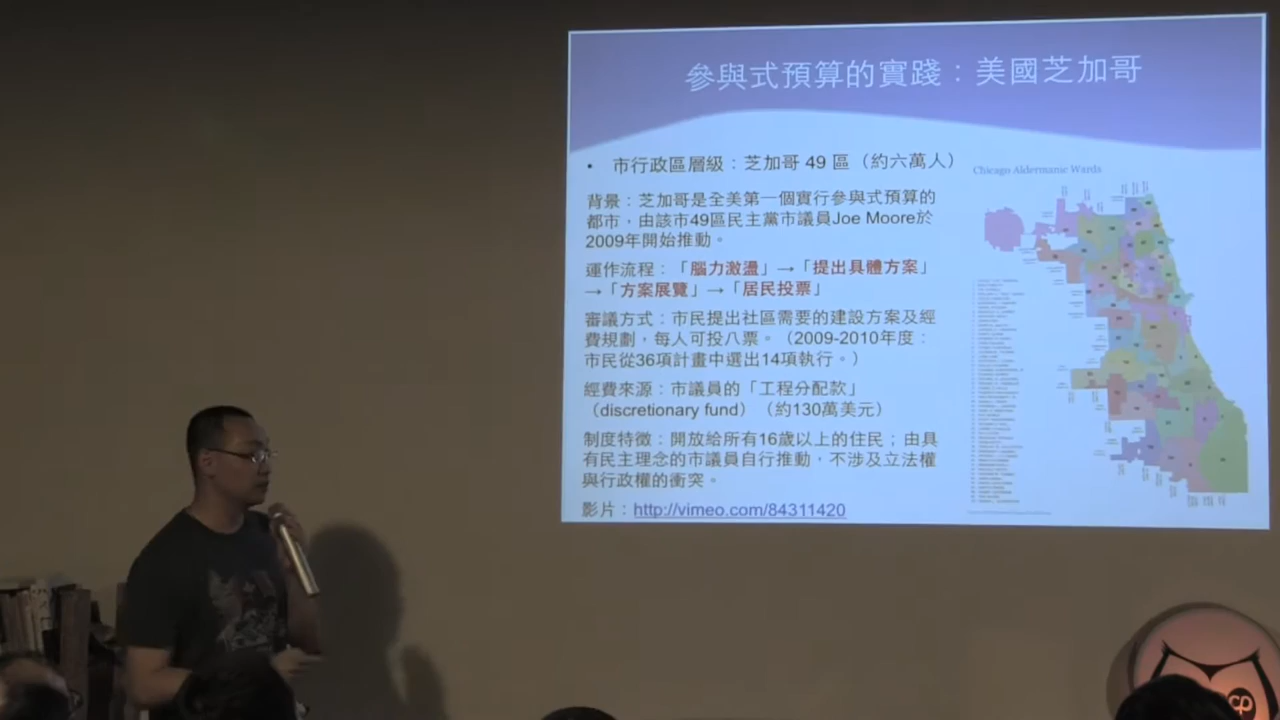 參與式預算的實踐：美國芝加哥
• 市行政區層級：芝加哥 49 區（約六萬人）
Chicago Aldermanic Wards
背景：芝加哥是全美第一個實行參與式預算的
都市，由該市49區民主黨市議員Joe Moore於
2009年開始推動。
運作流程：「腦力激盪」→「提出具體方案」
→「方案展覽」→「居民投票」
審議方式：市民提出社區需要的建設方案及經
費規劃，每人可投八票。（2009-2010年度：
市民從36項計畫中選出14項執行。）
經費來源：市議員的「工程分配款」
（discretionary fund）（約130萬美元）
制度特徵：開放給所有16歲以上的住民；由具
有民主理念的市議員自行推動，不涉及立法權
與行政權的衝突。
影片：http://vimeo.com/84311420
cp